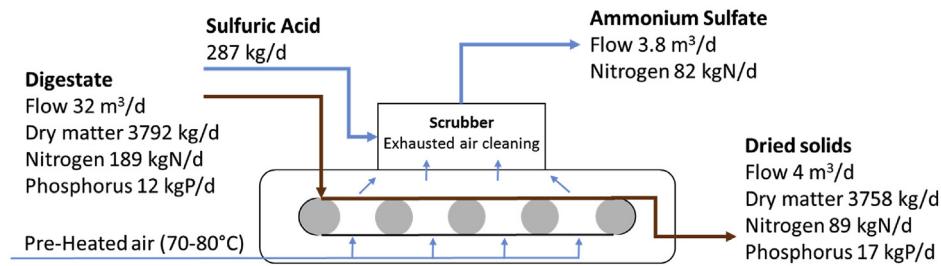 Sulfuric Acid
287 kg/d
Ammonium Sulfate
Flow 3.8 m³/d
Nitrogen 82 kgN/d
Digestate
Flow 32 m³/d
Dry matter 3792 kg/d
Nitrogen 189 kgN/d
Phosphorus 12 kgP/d
Scrubber
Exhausted air cleaning
Dried solids
Flow 4 m³/d
Dry matter 3758 kg/d
Nitrogen 89 kgN/d
Phosphorus 17 kgP/d
Pre-Heated air (70-80°C)